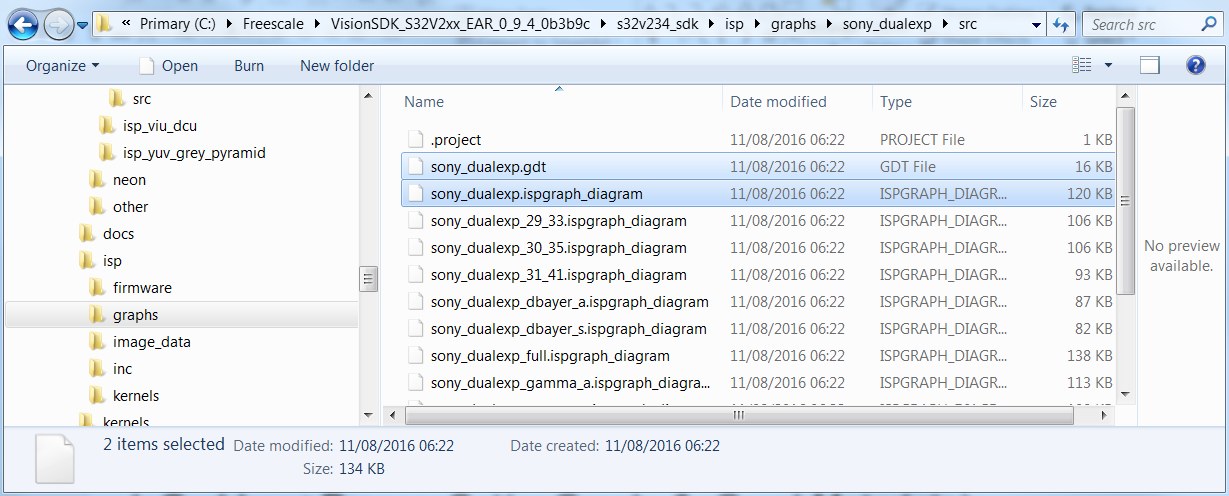 « Primary (C:) ▸ Freescale ▸ VisionSDK_S32V2xx_EAR_0_9_4_0b3b9c ▸ s32v234_sdk ▸ isp ▸ graphs ▸ sony_dualexp ▸ src Search src
Organize Open Burn New folder
src
isp_viu_dcu
isp_yuv_grey_pyramid
neon
other
docs
isp
firmware
graphs
image_data
inc
kernels
kernels
Name Date modified Type Size
.project 11/08/2016 06:22 PROJECT File 1 KB
sony_dualexp.gdt 11/08/2016 06:22 GDT File 16 KB
sony_dualexp.ispgraph_diagram 11/08/2016 06:22 ISPGRAPH_DIAGR... 120 KB
sony_dualexp_29_33.ispgraph_diagram 11/08/2016 06:22 ISPGRAPH_DIAGR... 106 KB
sony_dualexp_30_35.ispgraph_diagram 11/08/2016 06:22 ISPGRAPH_DIAGR... 106 KB
sony_dualexp_31_41.ispgraph_diagram 11/08/2016 06:22 ISPGRAPH_DIAGR... 93 KB
sony_dualexp_dbayer_a.ispgraph_diagram 11/08/2016 06:22 ISPGRAPH_DIAGR... 87 KB
sony_dualexp_dbayer_s.ispgraph_diagram 11/08/2016 06:22 ISPGRAPH_DIAGR... 82 KB
sony_dualexp_full.ispgraph_diagram 11/08/2016 06:22 ISPGRAPH_DIAGR... 138 KB
sony_dualexp_gamma_a.ispgraph_diagra... 11/08/2016 06:22 ISPGRAPH_DIAGR... 113 KB
No preview
available.
2 items selected Date modified: 11/08/2016 06:22 Date created: 11/08/2016 06:22
Size: 134 KB